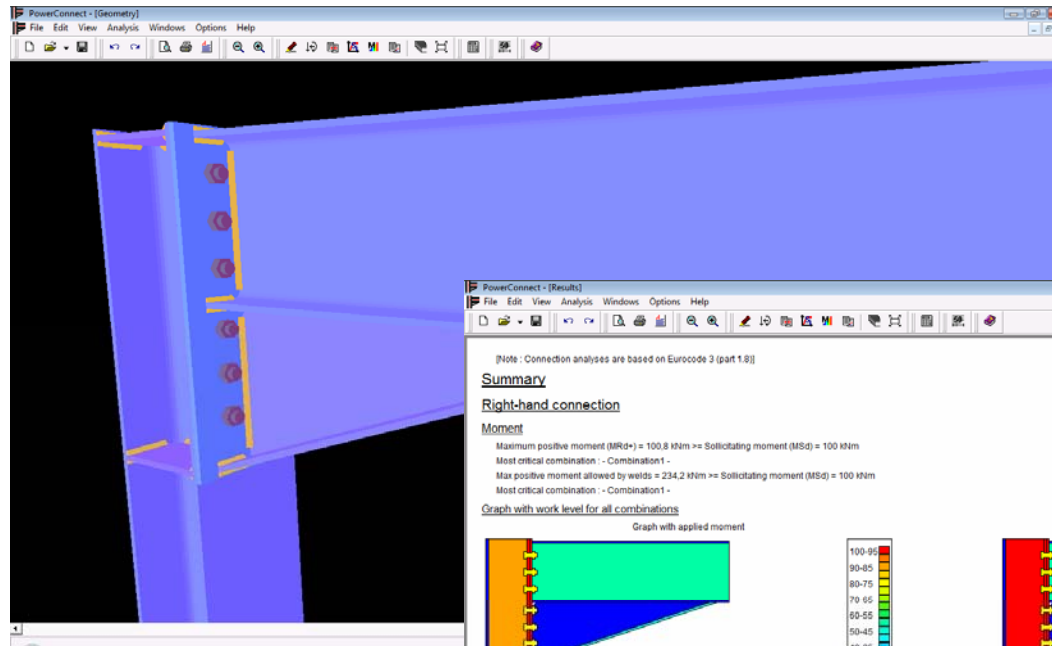 PowerConnect - [Geometry]
File Edit View Analysis Windows Options Help
PowerConnect - [Results]
File Edit View Analysis Windows Options Help
[Note : Connection analyses are based on Eurocode 3 (part 1.8)]
Summary
Right-hand connection
Moment
Maximum positive moment (MRd+) = 100,8 kNm >= Sollicitating moment (MSd) = 100 kNm
Most critical combination : - Combination1 -
Max positive moment allowed by welds = 234,2 kNm >= Sollicitating moment (MSd) = 100 kNm
Most critical combination : - Combination1 -
Graph with work level for all combinations
Graph with applied moment
100-95
90-85
80-75
70-65
60-55
50-45